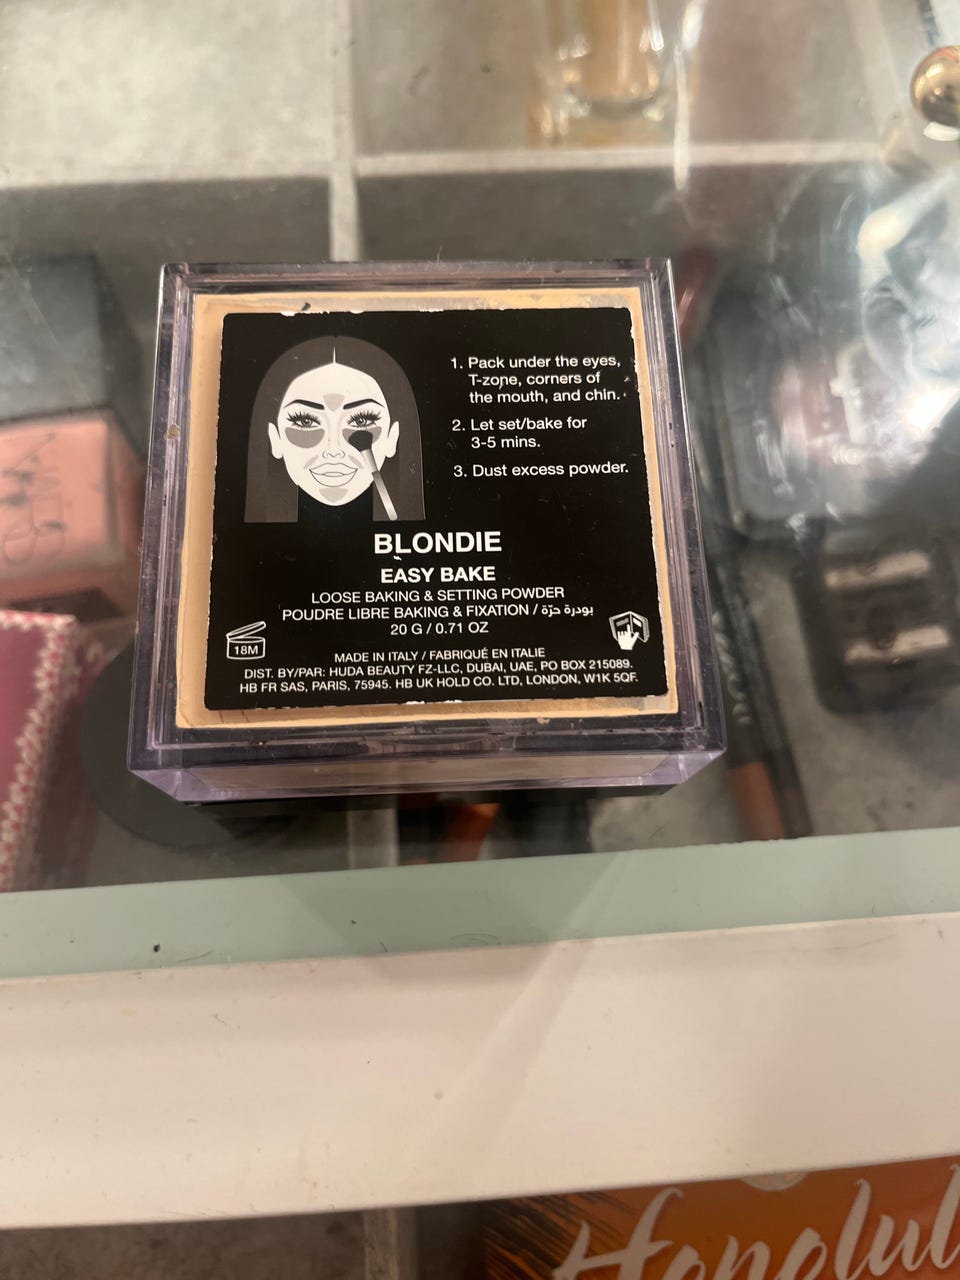 1. Pack under the eyes,
T-zone, corners of
the mouth, and chin.
2. Let set/bake for
3-5 mins.
3. Dust excess powder.
BLONDIE
EASY BAKE
LOOSE BAKING & SETTING POWDER
POUDRE LIBRE BAKING & FIXATION / بودرة حرّة
20 G / 0.71 OZ
18M
MADE IN ITALY / FABRIQUÉ EN ITALIE
DIST. BY/PAR: HUDA BEAUTY FZ-LLC, DUBAI, UAE, PO BOX 215089.
HB FR SAS, PARIS, 75945. HB UK HOLD CO. LTD, LONDON, W1K 5QF.